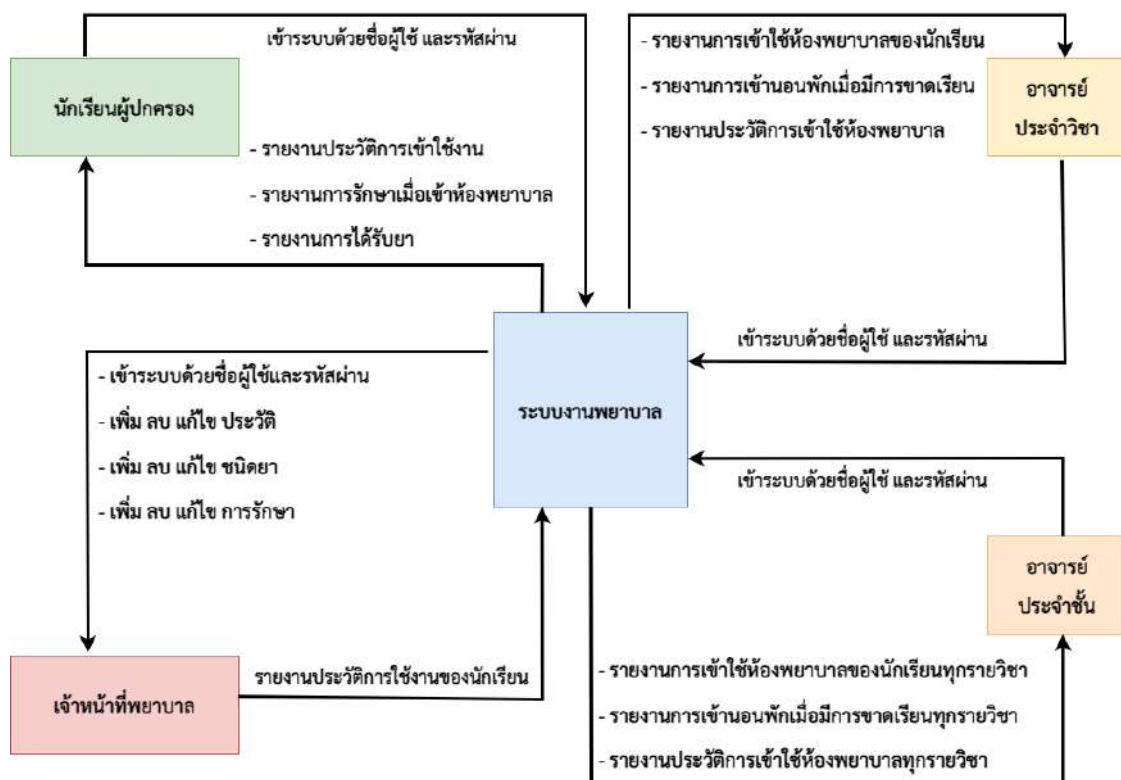 เข้าระบบด้วยชื่อผู้ใช้ และรหัสผ่าน
นักเรียนผู้ปกครอง
- รายงานประวัติการเข้าใช้งาน
- รายงานการรักษาเมื่อเข้าห้องพยาบาล
- รายงานการได้รับยา
- รายงานการเข้าใช้ห้องพยาบาลของนักเรียน
- รายงานการเข้านอนพักเมื่อมีการขาดเรียน
- รายงานประวัติการเข้าใช้ห้องพยาบาล
อาจารย์
ประจำวิชา
เข้าระบบด้วยชื่อผู้ใช้ และรหัสผ่าน
ระบบงานพยาบาล
- เข้าระบบด้วยชื่อผู้ใช้และรหัสผ่าน
- เพิ่ม ลบ แก้ไข ประวัติ
- เพิ่ม ลบ แก้ไข ชนิดยา
- เพิ่ม ลบ แก้ไข การรักษา
เข้าระบบด้วยชื่อผู้ใช้ และรหัสผ่าน
อาจารย์
ประจำชั้น
เจ้าหน้าที่พยาบาล
รายงานประวัติการใช้งานของนักเรียน
- รายงานการเข้าใช้ห้องพยาบาลของนักเรียนทุกรายวิชา
- รายงานการเข้านอนพักเมื่อมีการขาดเรียนทุกรายวิชา
- รายงานประวัติการเข้าใช้ห้องพยาบาลทุกรายวิชา